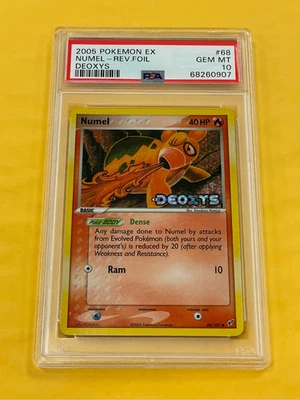 2005 POKEMON EX #68
NUMEL - REV.FOIL GEM MT
DEOXYS 10
PSA 68260907
Numel 40 HP
DEOXYS
BASIC
POKé-BODY Dense
Any damage done to Numel by attacks
from Evolved Pokémon (both yours and your
opponent's) is reduced by 20 (after applying
Weakness and Resistance).
Ram 10